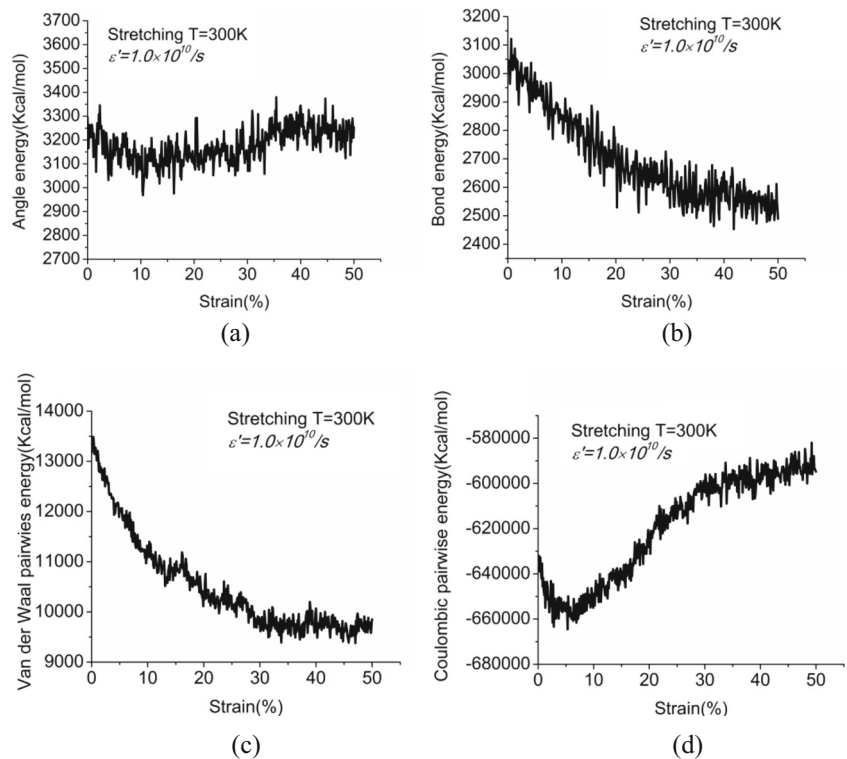 3700
3600
3500
3400
3300
3200
3100
3000
2900
2800
2700
Angle energy(Kcal/mol)
Stretching T=300K
ε'=1.0×10¹⁰/s
0 10 20 30 40 50
Strain(%)
(a)
3200
3100
3000
2900
2800
2700
2600
2500
2400
Bond energy(Kcal/mol)
Stretching T=300K
ε'=1.0×10¹⁰/s
0 10 20 30 40 50
Strain(%)
(b)
14000
13000
12000
11000
10000
9000
Van der Waal pairwies energy(Kcal/mol)
Stretching T=300K
ε'=1.0×10¹⁰/s
0 10 20 30 40 50
Strain(%)
(c)
-580000
-600000
-620000
-640000
-660000
-680000
Coulombic pairwise energy(Kcal/mol)
Stretching T=300K
ε'=1.0×10¹⁰/s
0 10 20 30 40 50
Strain(%)
(d)